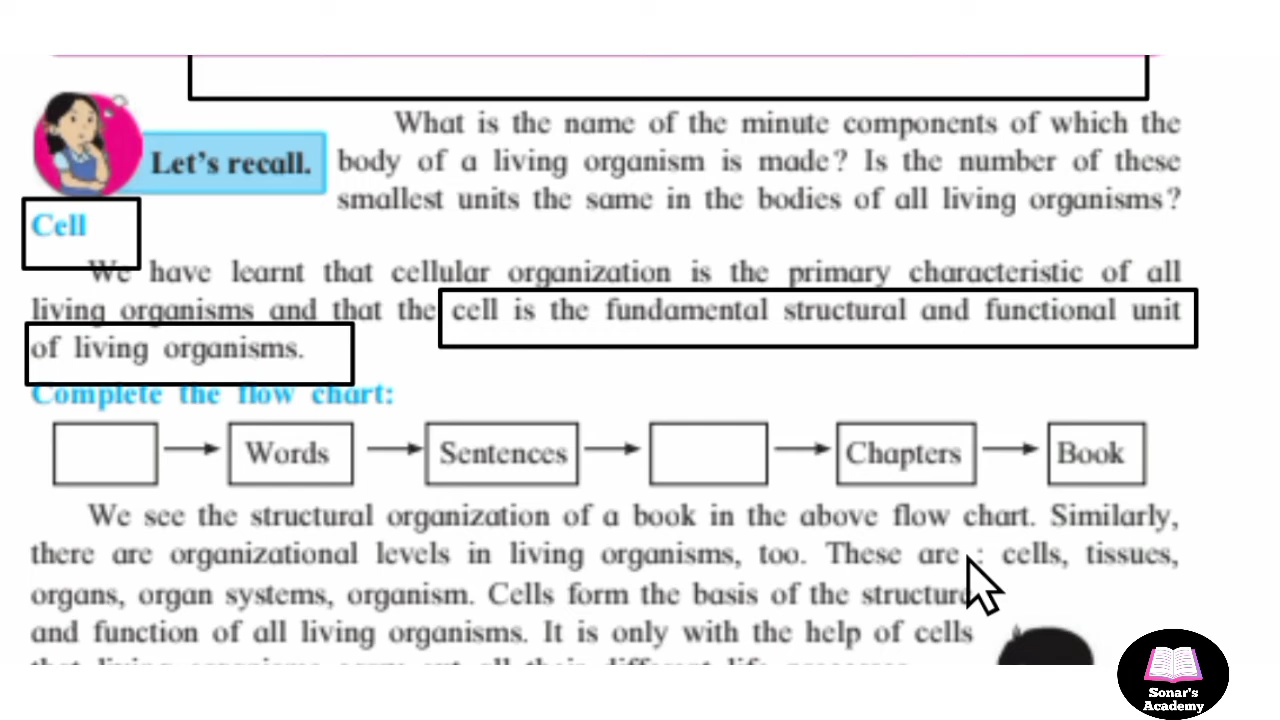 What is the name of the minute components of which the
Let's recall.
body of a living organism is made? Is the number of these
smallest units the same in the bodies of all living organisms?
Cell
We have learnt that cellular organization is the primary characteristic of all
living organisms and that the cell is the fundamental structural and functional unit
of living organisms.
Complete the flow chart:
Words
Sentences
Chapters
Book
We see the structural organization of a book in the above flow chart. Similarly,
there are organizational levels in living organisms, too. These are : cells, tissues,
organs, organ systems, organism. Cells form the basis of the structure
and function of all living organisms. It is only with the help of cells
Sonar's
Academy